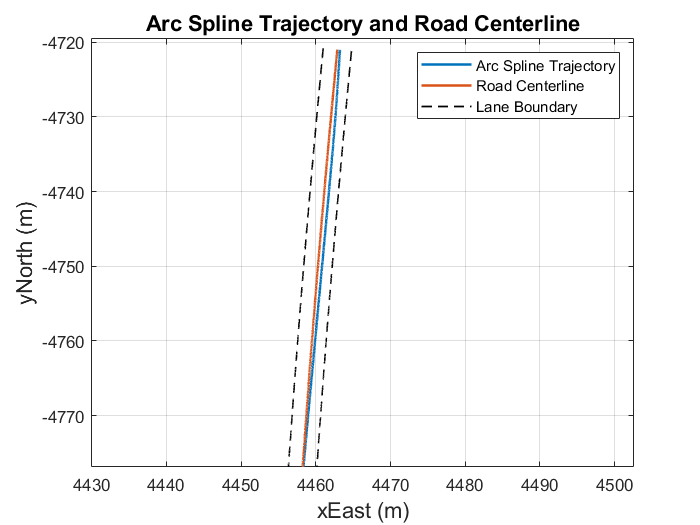 Arc Spline Trajectory and Road Centerline
Arc Spline Trajectory
Road Centerline
Lane Boundary
yNorth (m)
-4720
-4730
-4740
-4750
-4760
-4770
4430 4440 4450 4460 4470 4480 4490 4500
xEast (m)